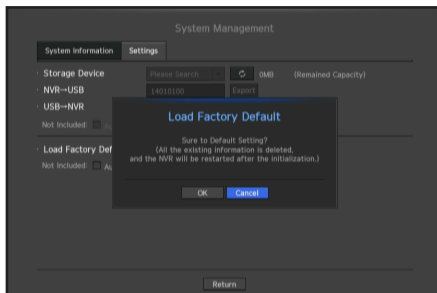 System Management
System Information Settings
· Storage Device Please Search 0MB (Remained Capacity)
· NVR→USB 14010100 Export
· USB→NVR
Not Included:
Load Factory Default
Sure to Default Setting?
(All the existing information is deleted,
and the NVR will be restarted after the initialization.)
OK Cancel
· Load Factory Def
Not Included: Au
Return